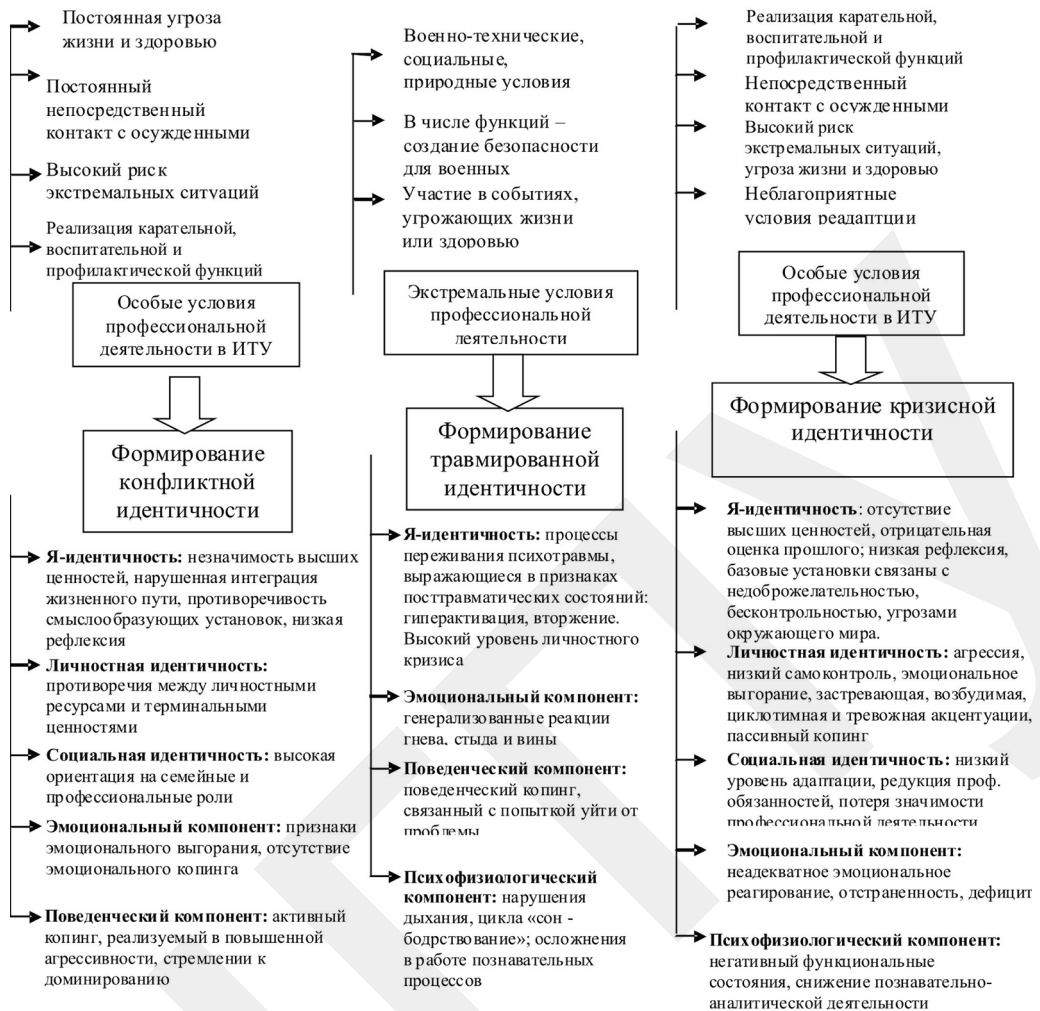 Постоянная угроза
жизни и здоровью
Постоянный
непосредственный
контакт с осужденными
Высокий риск
экстремальных ситуаций
Реализация карательной,
воспитательной и
профилактической функций
Особые условия
профессиональной
деятельности в ИТУ
Формирование
конфликтной
идентичности
Я-идентичность: незначимость высших
ценностей, нарушенная интеграция
жизненного пути, противоречивость
смыслообразующих установок, низкая
рефлексия
Личностная идентичность:
противоречия между личностными
ресурсами и терминальными
ценностями
Социальная идентичность: высокая
ориентация на семейные и
профессиональные роли
Эмоциональный компонент: признаки
эмоционального выгорания, отсутствие
эмоционального копинга
Поведенческий компонент: активный
копинг, реализуемый в повышенной
агрессивности, стремлении к
доминированию
Военно-технические,
социальные,
природные условия
В числе функций –
создание безопасности
для военных
Участие в событиях,
угрожающих жизни
или здоровью
Экстремальные условия
профессиональной
деятельности
Формирование
травмированной
идентичности
Я-идентичность: процессы
переживания психотравмы,
выражающиеся в признаках
посттравматических состояний:
гиперактивация, вторжение.
Высокий уровень личностного
кризиса
Эмоциональный компонент:
генерализованные реакции
гнева, стыда и вины
Поведенческий компонент:
поведенческий копинг,
связанный с попыткой уйти от
проблемы
Психофизиологический
компонент: нарушения
дыхания, цикла «сон -
бодрствование»; осложнения
в работе познавательных
процессов
Реализация карательной,
воспитательной и
профилактической функций
Непосредственный
контакт с осужденными
Высокий риск
экстремальных ситуаций,
угроза жизни и здоровью
Неблагоприятные
условия реадаптции
Особые условия
профессиональной
деятельности в ИТУ
Формирование кризисной
идентичности
Я-идентичность: отсутствие
высших ценностей, отрицательная
оценка прошлого; низкая рефлексия,
базовые установки связаны с
недоброжелательностью,
бесконтрольностью, угрозами
окружающего мира.
Личностная идентичность: агрессия,
низкий самоконтроль, эмоциональное
выгорание, застревающая, возбудимая,
циклотимная и тревожная акцентуации,
пассивный копинг
Социальная идентичность: низкий
уровень адаптации, редукция проф.
обязанностей, потеря значимости
профессиональной деятельности
Эмоциональный компонент:
неадекватное эмоциональное
реагирование, отстраненность, дефицит
Психофизиологический компонент:
негативный функциональные
состояния, снижение познавательно-
аналитической деятельности